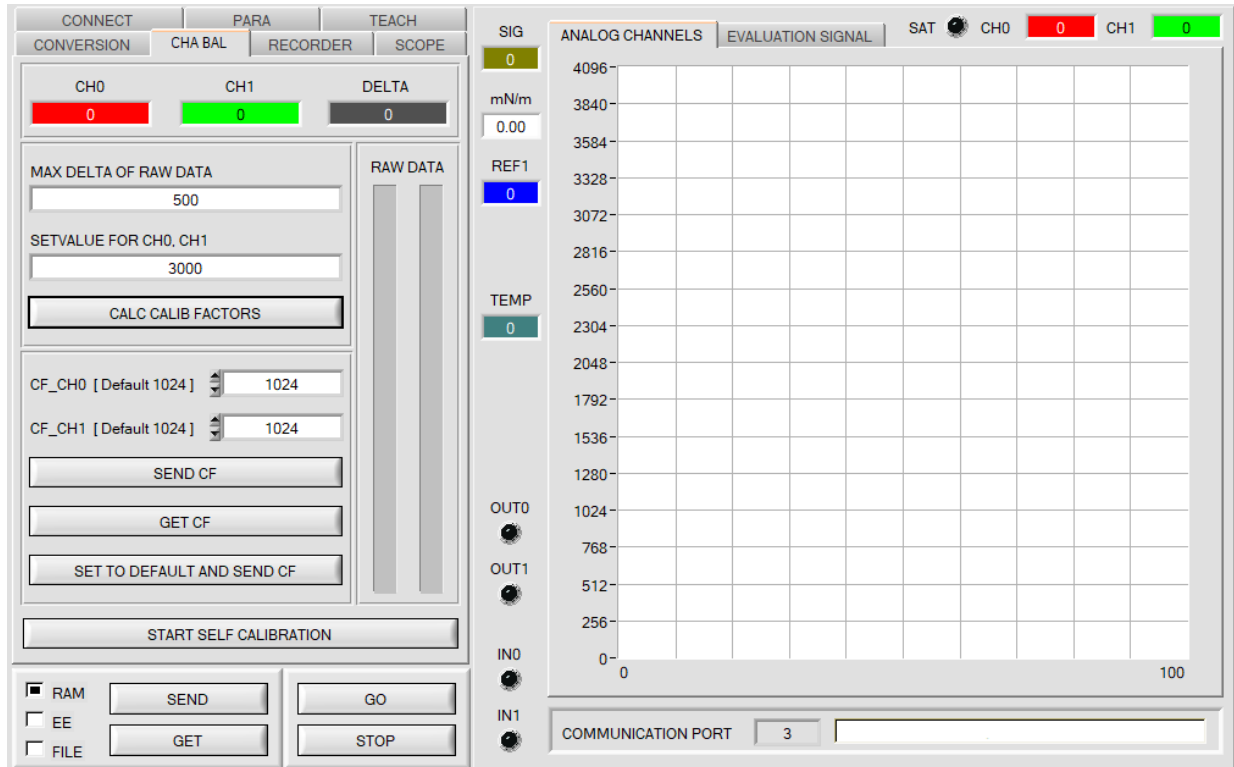 CONNECT PARA TEACH
CONVERSION CHA BAL RECORDER SCOPE
CH0 CH1 DELTA
0 0 0
MAX DELTA OF RAW DATA
500
SETVALUE FOR CH0, CH1
3000
CALC CALIB FACTORS
RAW DATA
CF_CH0 [ Default 1024 ] 1024
CF_CH1 [ Default 1024 ] 1024
SEND CF
GET CF
SET TO DEFAULT AND SEND CF
START SELF CALIBRATION
RAM
EE
FILE
SEND
GET
GO
STOP
SIG
0
mN/m
0.00
REF1
0
TEMP
0
OUT0
OUT1
IN0
IN1
ANALOG CHANNELS EVALUATION SIGNAL SAT CH0 0 CH1 0
4096
3840
3584
3328
3072
2816
2560
2304
2048
1792
1536
1280
1024
768
512
256
0
0 100
COMMUNICATION PORT 3